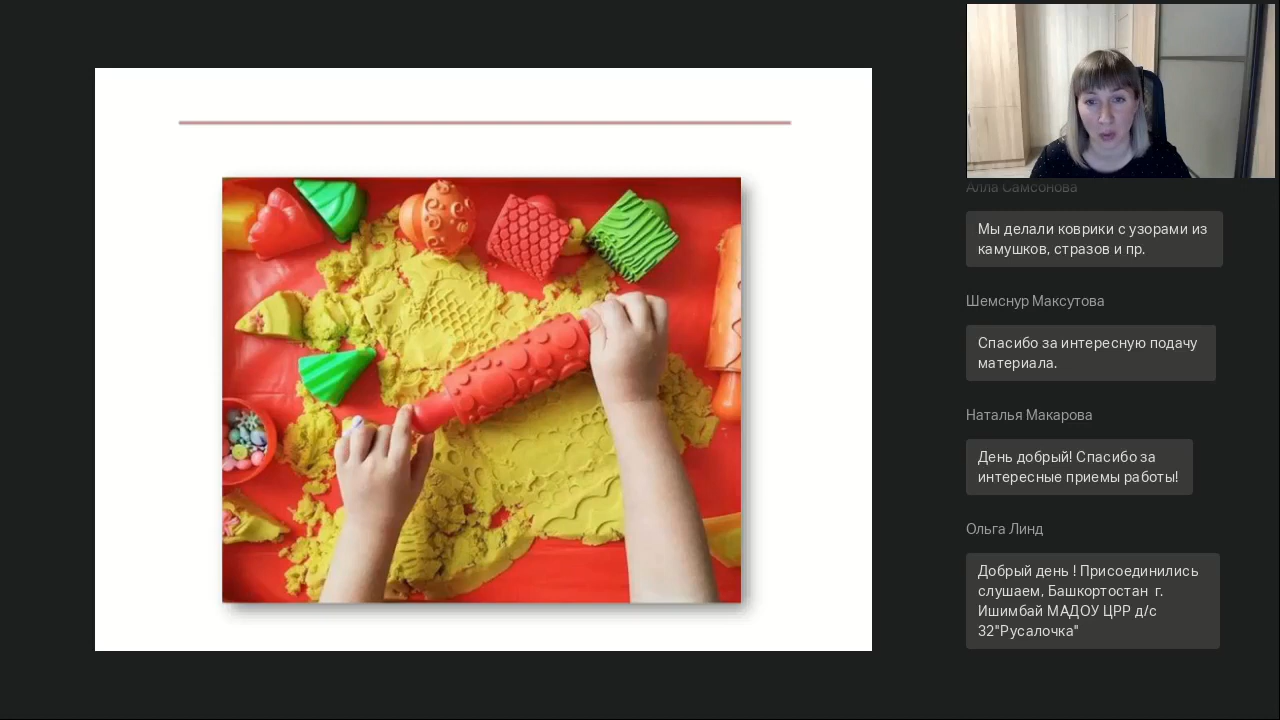 Алла Самсонова
Мы делали коврики с узорами из
камушков, стразов и пр.
Шемснур Максутова
Спасибо за интересную подачу
материала.
Наталья Макарова
День добрый! Спасибо за
интересные приемы работы!
Ольга Линд
Добрый день ! Присоединились
слушаем, Башкортостан г.
Ишимбай МАДОУ ЦРР д/с
32"Русалочка"